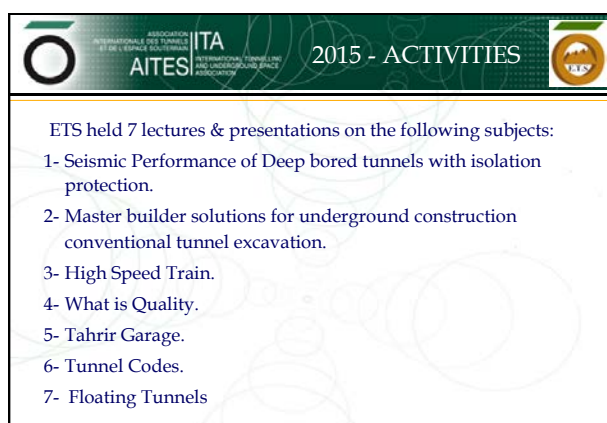 ASSOCIATION
INTERNATIONALE DES TUNNELS
ET DE L'ESPACE SOUTERRAIN
AITES
ITA
INTERNATIONAL TUNNELLING
AND UNDERGROUND SPACE
ASSOCIATION
2015 - ACTIVITIES
E.T.S
ETS held 7 lectures & presentations on the following subjects:
1- Seismic Performance of Deep bored tunnels with isolation
protection.
2- Master builder solutions for underground construction
conventional tunnel excavation.
3- High Speed Train.
4- What is Quality.
5- Tahrir Garage.
6- Tunnel Codes.
7- Floating Tunnels